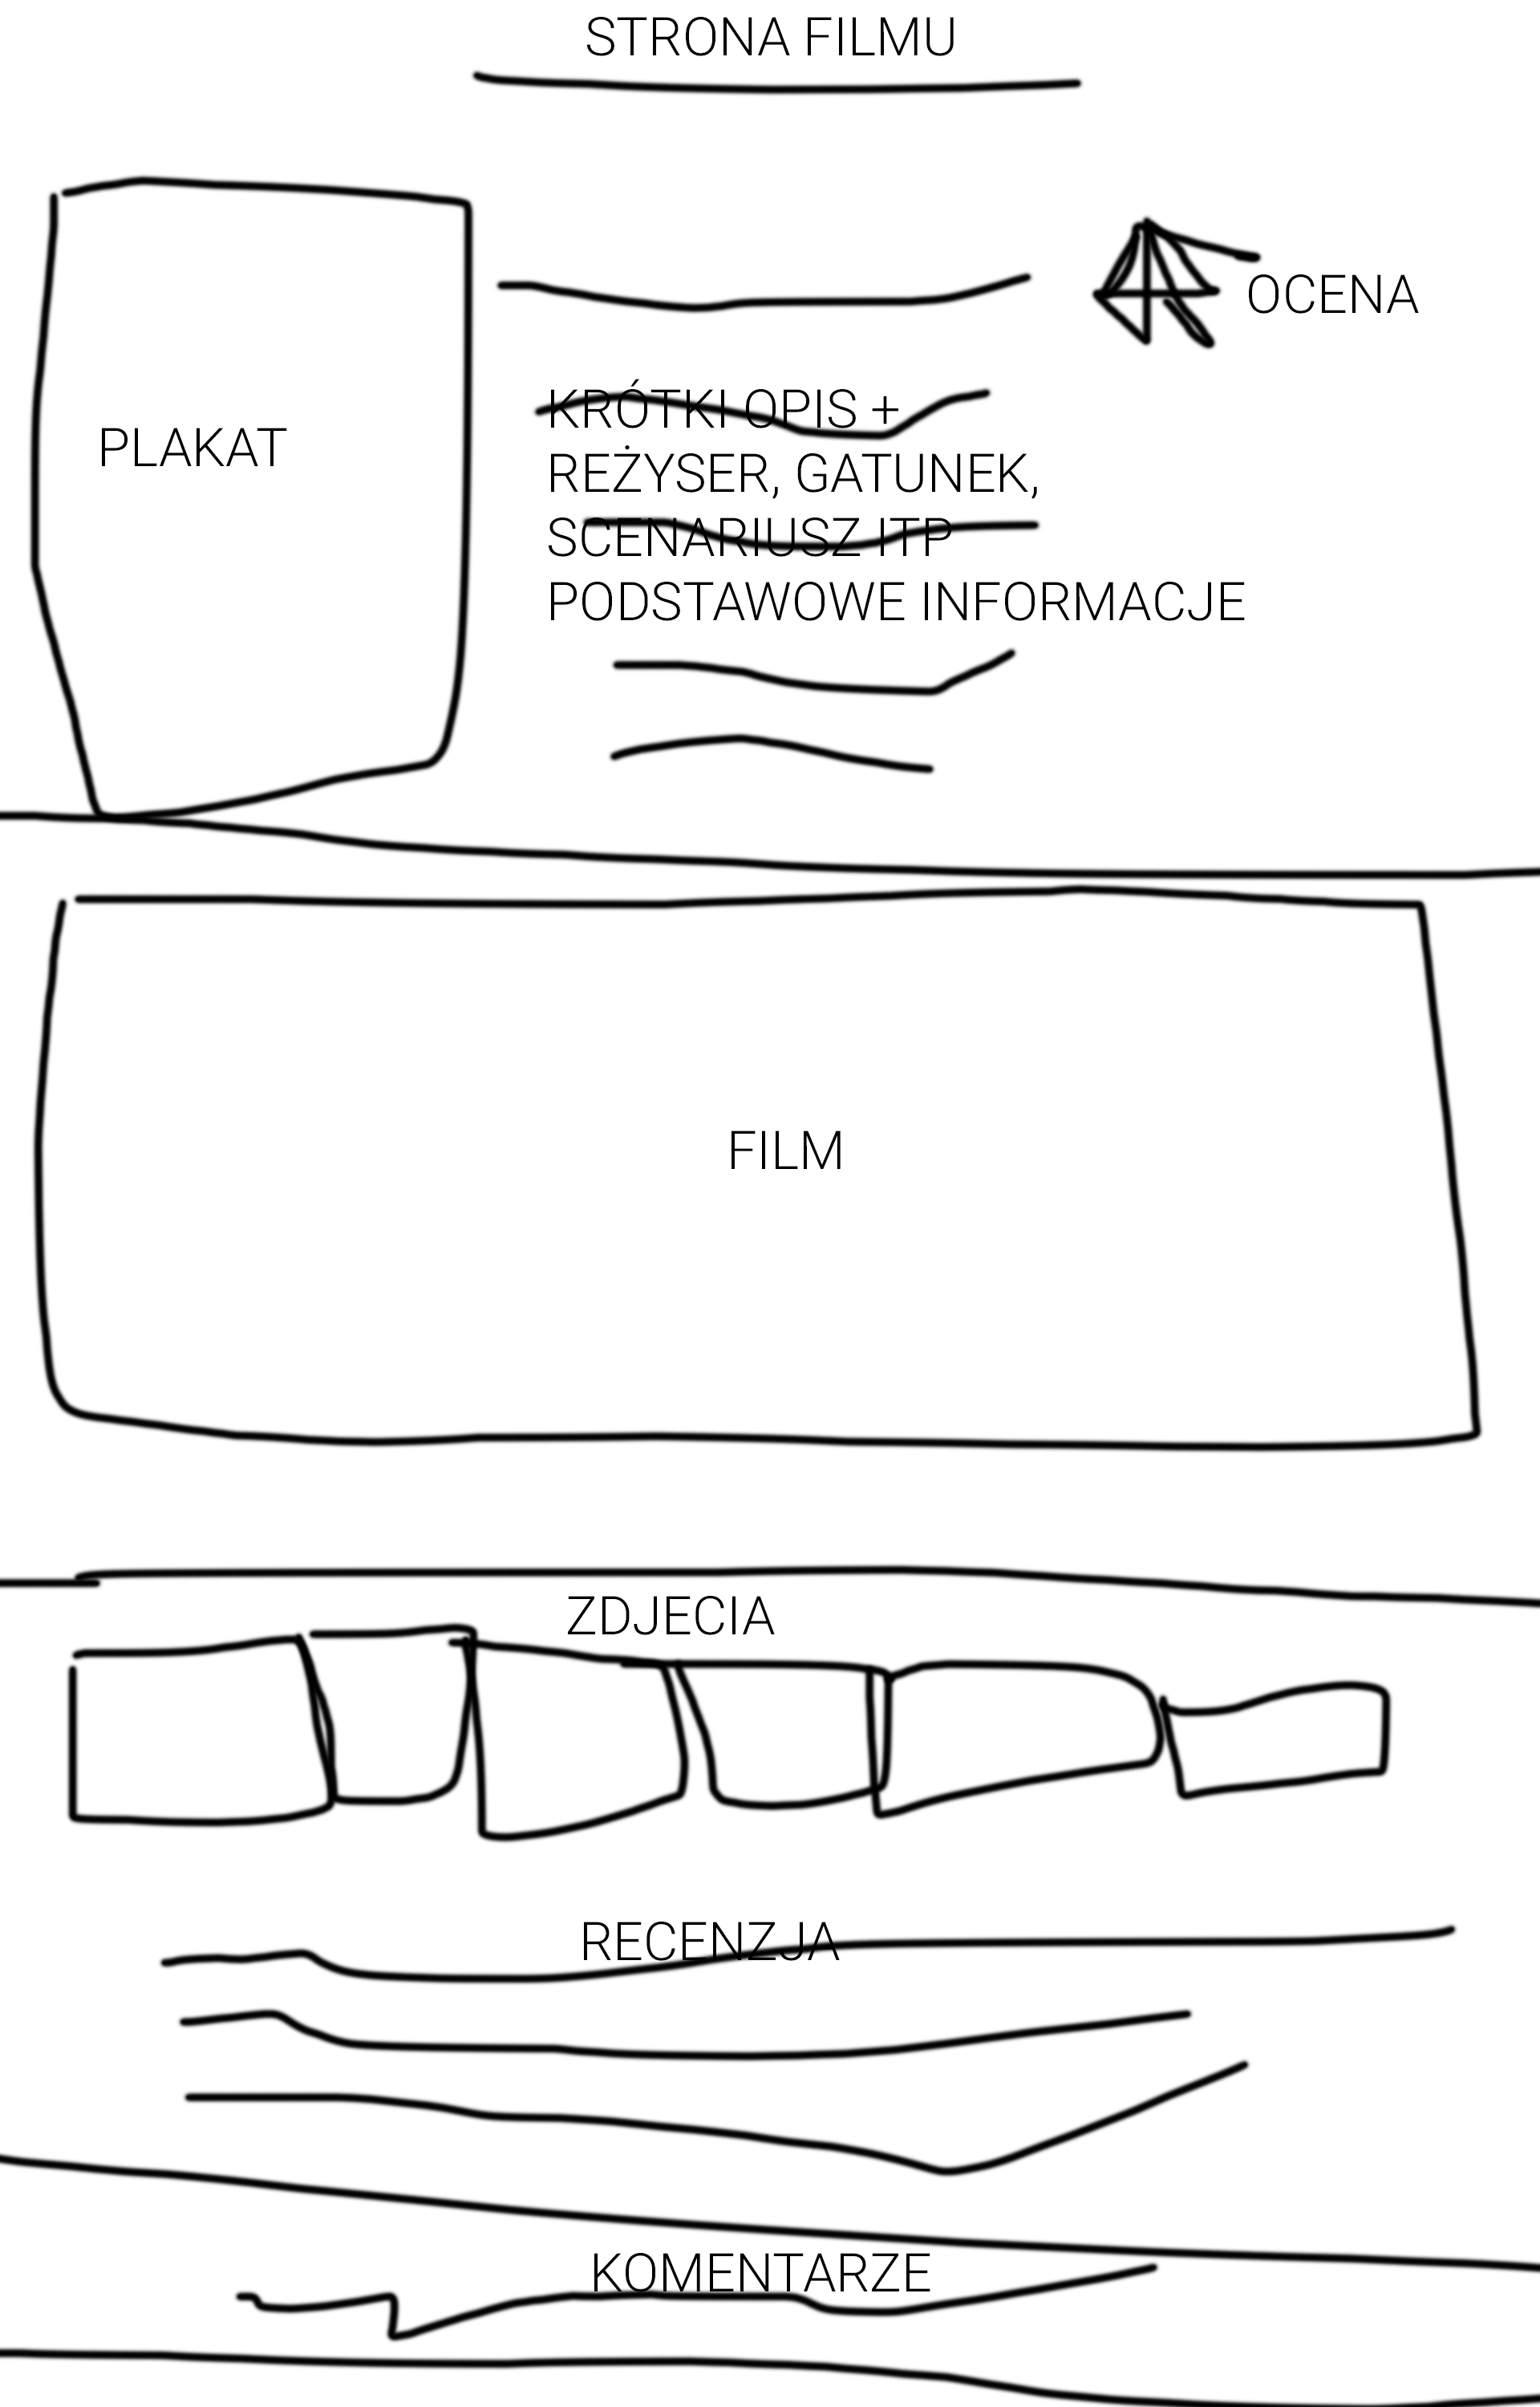 STRONA FILMU
OCENA
PLAKAT
KRÓTKI OPIS +
REŻYSER, GATUNEK,
SCENARIUSZ ITP
PODSTAWOWE INFORMACJE
FILM
ZDJECIA
RECENZJA
KOMENTARZE